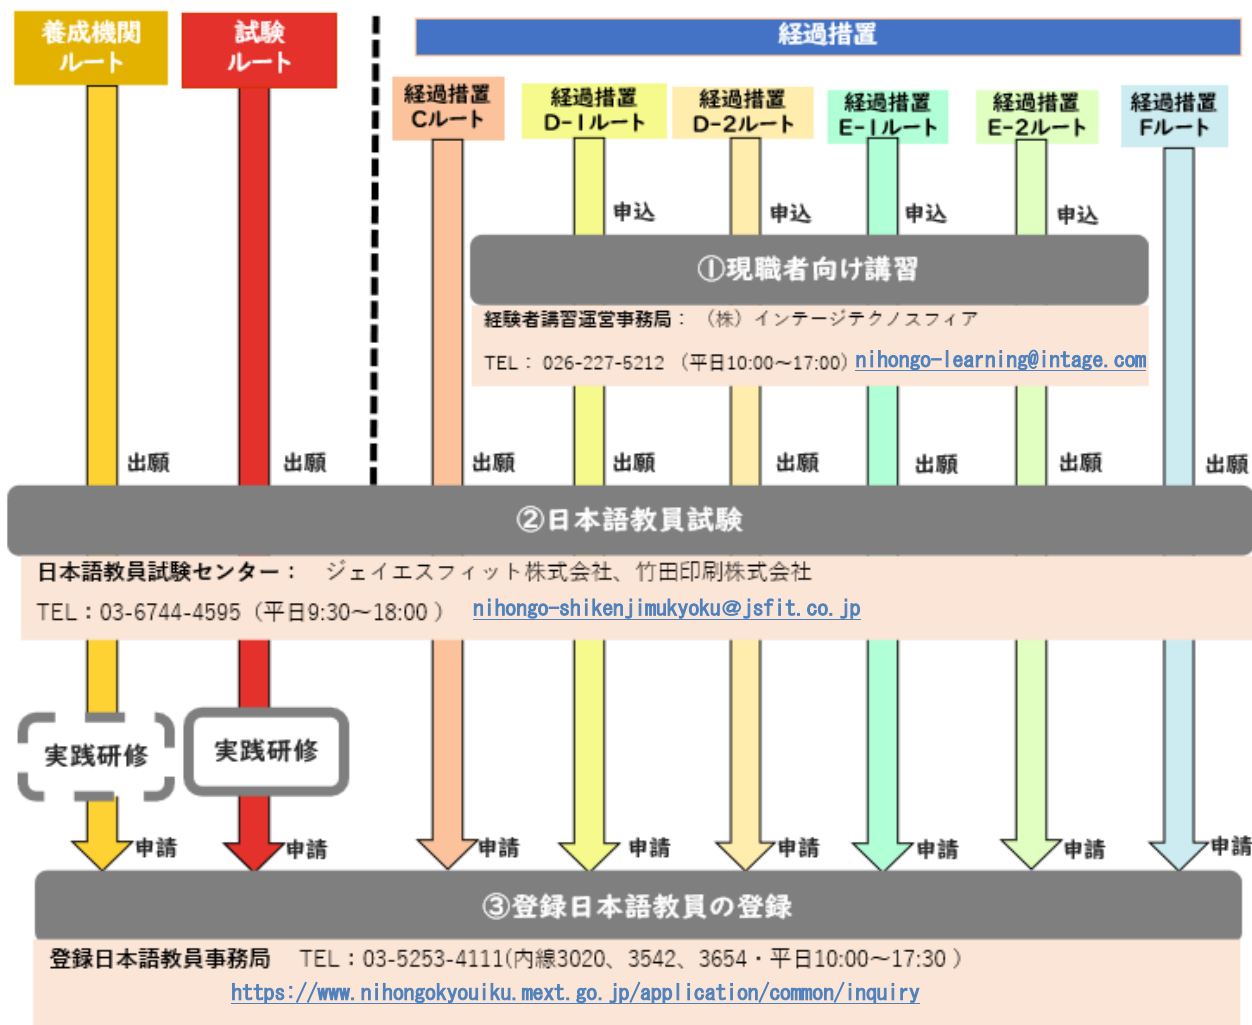 養成機関
ルート
試験
ルート
経過措置
経過措置
Cルート
経過措置
D-1ルート
経過措置
D-2ルート
経過措置
E-1ルート
経過措置
E-2ルート
経過措置
Fルート
申込
申込
申込
申込
①現職者向け講習
経験者講習運営事務局： （株）インテージテクノスフィア
TEL： 026-227-5212 （平日10:00～17:00) nihongo-learning@intage.com
出願
出願
出願
出願
出願
出願
出願
出願
②日本語教員試験
日本語教員試験センター： ジェイエスフィット株式会社、竹田印刷株式会社
TEL：03-6744-4595（平日9:30～18:00 ） nihongo-shikenjimukyoku@jsfit.co.jp
実践研修
実践研修
申請
申請
申請
申請
申請
申請
申請
申請
③登録日本語教員の登録
登録日本語教員事務局 TEL：03-5253-4111(内線3020、3542、3654・平日10:00～17:30 ）
https://www.nihongokyouiku.mext.go.jp/application/common/inquiry